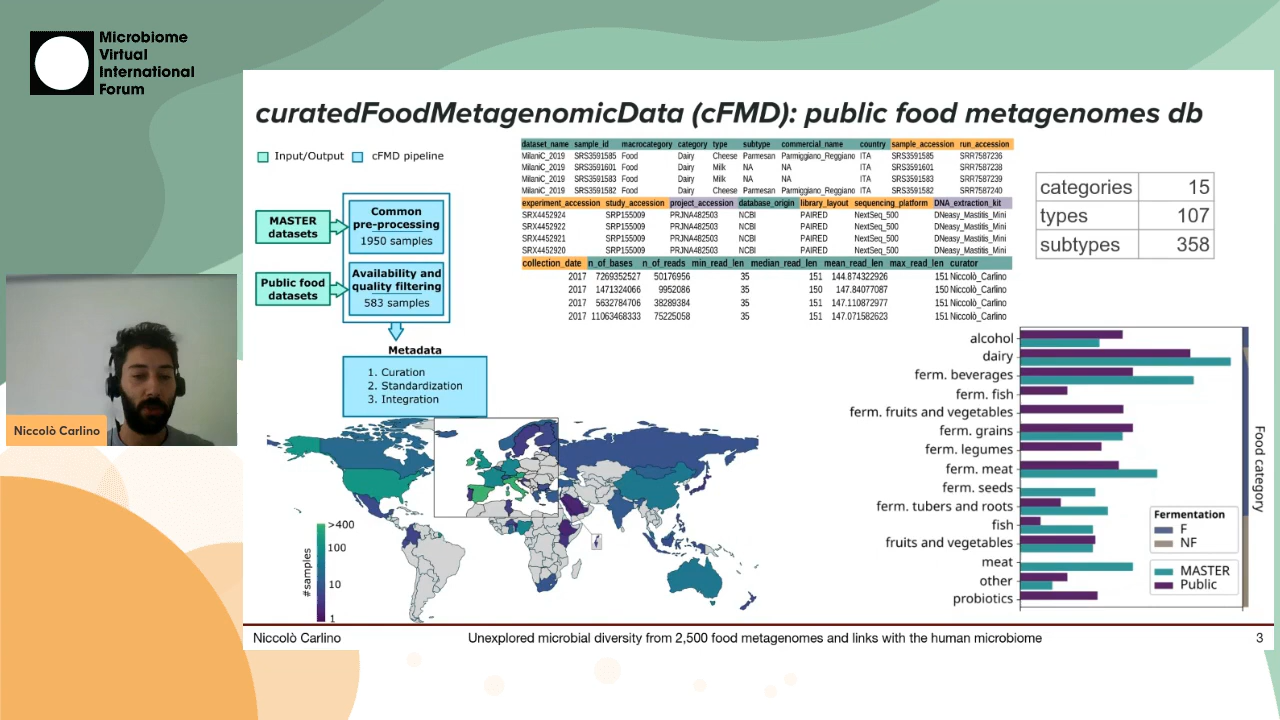 Microbiome
Virtual
International
Forum
curatedFoodMetagenomicData (cFMD): public food metagenomes db
Input/Output cFMD pipeline
MASTER
datasets
Common
pre-processing
1950 samples
Public food
datasets
Availability and
quality filtering
583 samples
Metadata
1. Curation
2. Standardization
3. Integration
dataset_name sample_id macrocategory category type subtype commercial_name country sample_accession run_accession
MilaniC_2019 SRS3591585 Food Dairy Cheese Parmesan Parmiggiano_Reggiano ITA SRS3591585 SRR7587236
MilaniC_2019 SRS3591601 Food Dairy Milk NA NA ITA SRS3591601 SRR7587238
MilaniC_2019 SRS3591583 Food Dairy Milk NA NA ITA SRS3591583 SRR7587239
MilaniC_2019 SRS3591582 Food Dairy Cheese Parmesan Parmiggiano_Reggiano ITA SRS3591582 SRR7587240
experiment_accession study_accession project_accession database_origin library_layout sequencing_platform DNA_extraction_kit
SRX4452924 SRP155009 PRJNA482503 NCBI PAIRED NextSeq_500 DNeasy_Mastitis_Mini
SRX4452922 SRP155009 PRJNA482503 NCBI PAIRED NextSeq_500 DNeasy_Mastitis_Mini
SRX4452921 SRP155009 PRJNA482503 NCBI PAIRED NextSeq_500 DNeasy_Mastitis_Mini
SRX4452920 SRP155009 PRJNA482503 NCBI PAIRED NextSeq_500 DNeasy_Mastitis_Mini
collection_date n_of_bases n_of_reads min_read_len median_read_len mean_read_len max_read_len curator
2017 7269352527 50176956 35 151 144.874322926 151 Niccolò_Carlino
2017 1471324066 9952086 35 150 147.84077087 150 Niccolò_Carlino
2017 5632784706 38289384 35 151 147.110872977 151 Niccolò_Carlino
2017 11063468333 75225058 35 151 147.071582623 151 Niccolò_Carlino
categories 15
types 107
subtypes 358
alcohol
dairy
ferm. beverages
ferm. fish
ferm. fruits and vegetables
ferm. grains
ferm. legumes
ferm. meat
ferm. seeds
ferm. tubers and roots
fish
fruits and vegetables
meat
other
probiotics
Food category
Fermentation
F
NF
MASTER
Public
#samples
>400
100
10
1
Niccolò Carlino
Niccolò Carlino Unexplored microbial diversity from 2,500 food metagenomes and links with the human microbiome 3